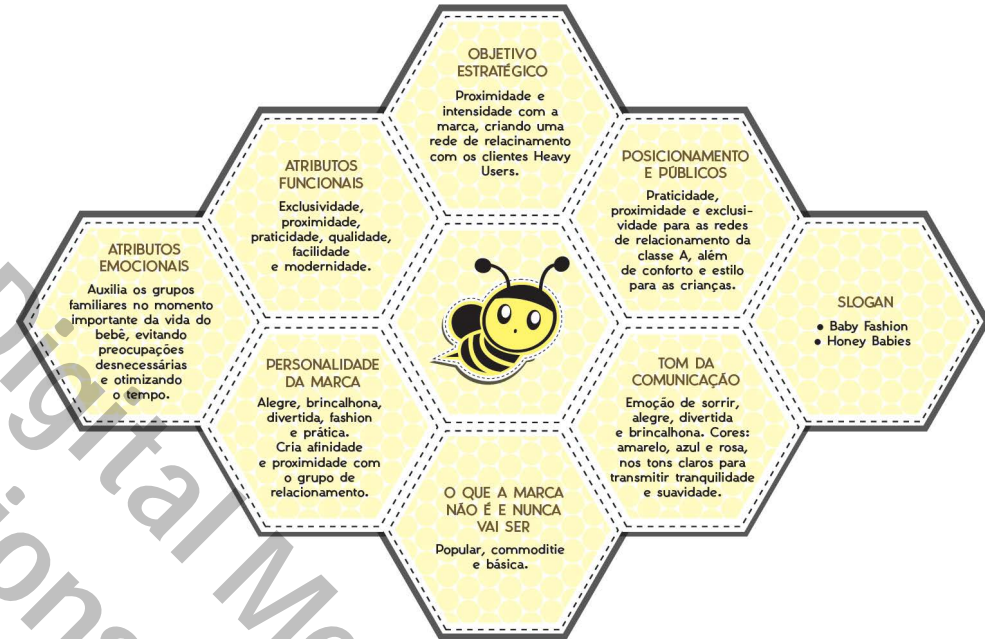 OBJETIVO
ESTRATÉGICO
Proximidade e
intensidade com a
marca, criando uma
rede de relacinamento
com os clientes Heavy
Users.
ATRIBUTOS
FUNCIONAIS
Exclusividade,
proximidade,
praticidade, qualidade,
facilidade
e modernidade.
POSICIONAMENTO
E PÚBLICOS
Praticidade,
proximidade e exclusi-
vidade para as redes
de relacionamento da
classe A, além
de conforto e estilo
para as crianças.
ATRIBUTOS
EMOCIONAIS
Auxilia os grupos
familiares no momento
importante da vida do
bebê, evitando
preocupações
desnecessárias
e otimizando
o tempo.
SLOGAN
• Baby Fashion
• Honey Babies
PERSONALIDADE
DA MARCA
Alegre, brincalhona,
divertida, fashion
e prática.
Cria afinidade
e proximidade com
o grupo de
relacionamento.
TOM DA
COMUNICAÇÃO
Emoção de sorrir,
alegre, divertida
e brincalhona. Cores:
amarelo, azul e rosa,
nos tons claros para
transmitir tranquilidade
e suavidade.
O QUE A MARCA
NÃO É E NUNCA
VAI SER
Popular, commoditie
e básica.
Digital